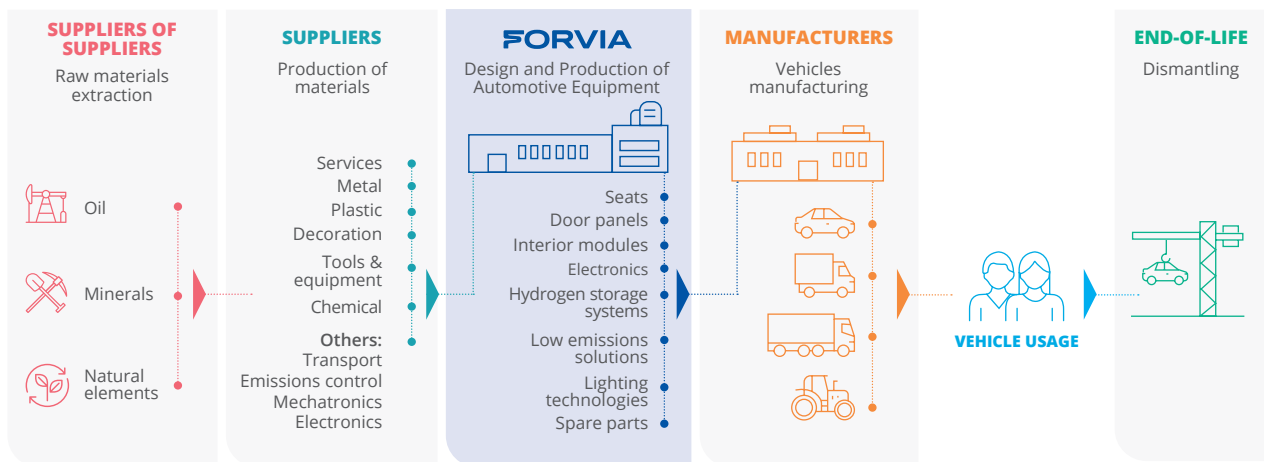 SUPPLIERS OF
SUPPLIERS
Raw materials
extraction
Oil
Minerals
Natural
elements
SUPPLIERS
Production of
materials
Services
Metal
Plastic
Decoration
Tools &
equipment
Chemical
Others:
Transport
Emissions control
Mechatronics
Electronics
FORVIA
Design and Production of
Automotive Equipment
Seats
Door panels
Interior modules
Electronics
Hydrogen storage
systems
Low emissions
solutions
Lighting
technologies
Spare parts
MANUFACTURERS
Vehicles
manufacturing
VEHICLE USAGE
END-OF-LIFE
Dismantling